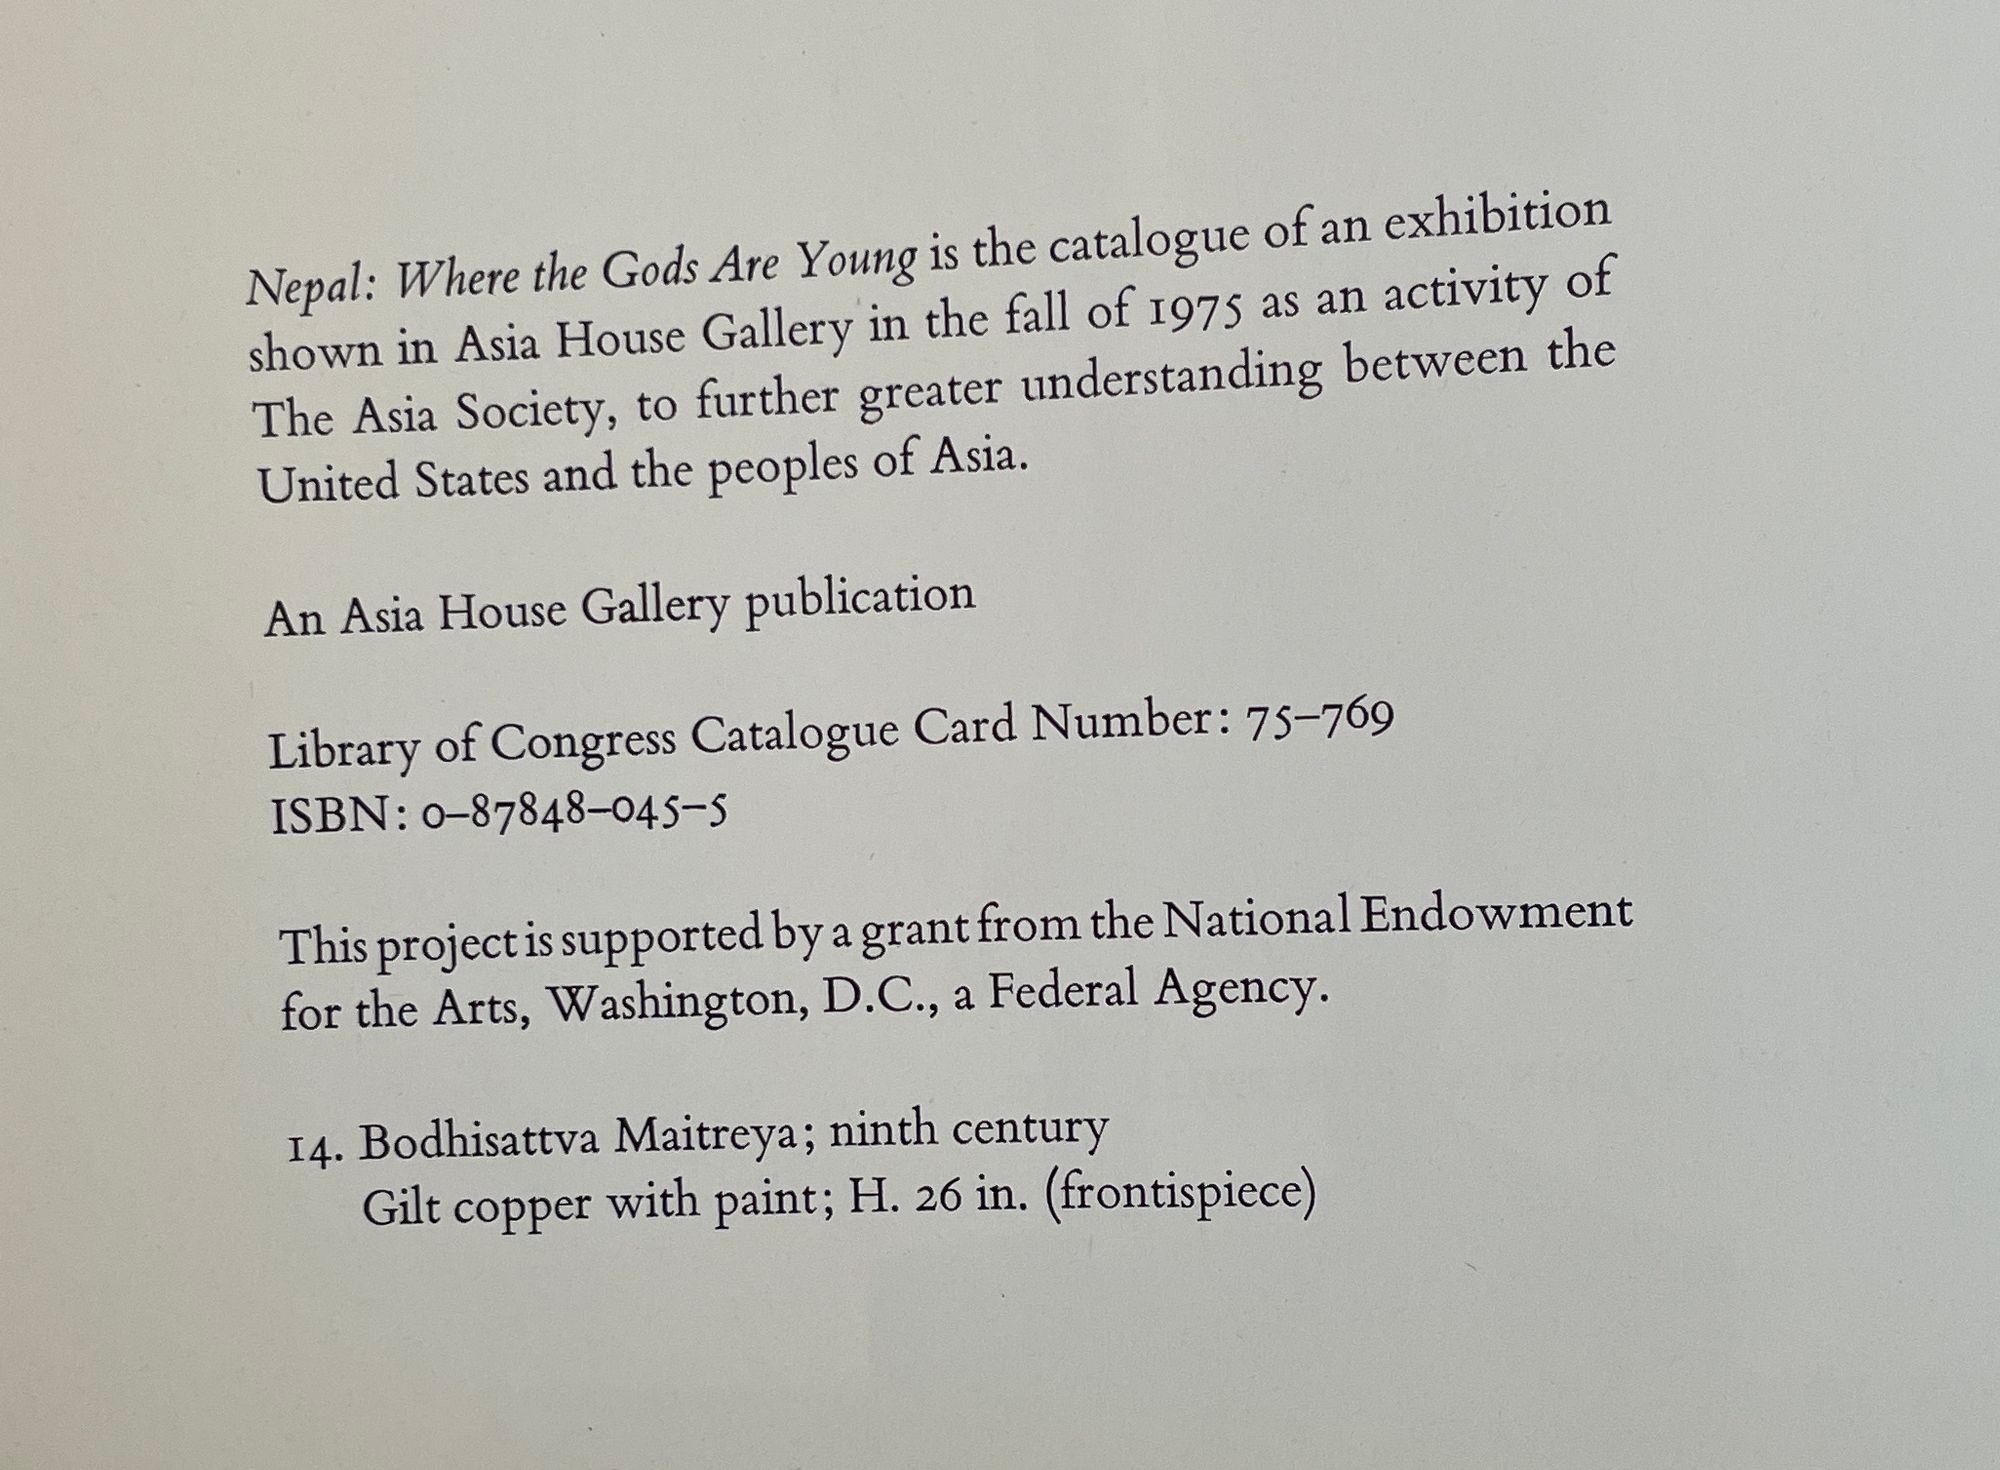 Nepal: Where the Gods Are Young is the catalogue of an exhibition
shown in Asia House Gallery in the fall of 1975 as an activity of
The Asia Society, to further greater understanding between the
United States and the peoples of Asia.
An Asia House Gallery publication
Library of Congress Catalogue Card Number: 75–769
ISBN: 0–87848–045–5
This project is supported by a grant from the National Endowment
for the Arts, Washington, D.C., a Federal Agency.
14. Bodhisattva Maitreya; ninth century
Gilt copper with paint; H. 26 in. (frontispiece)